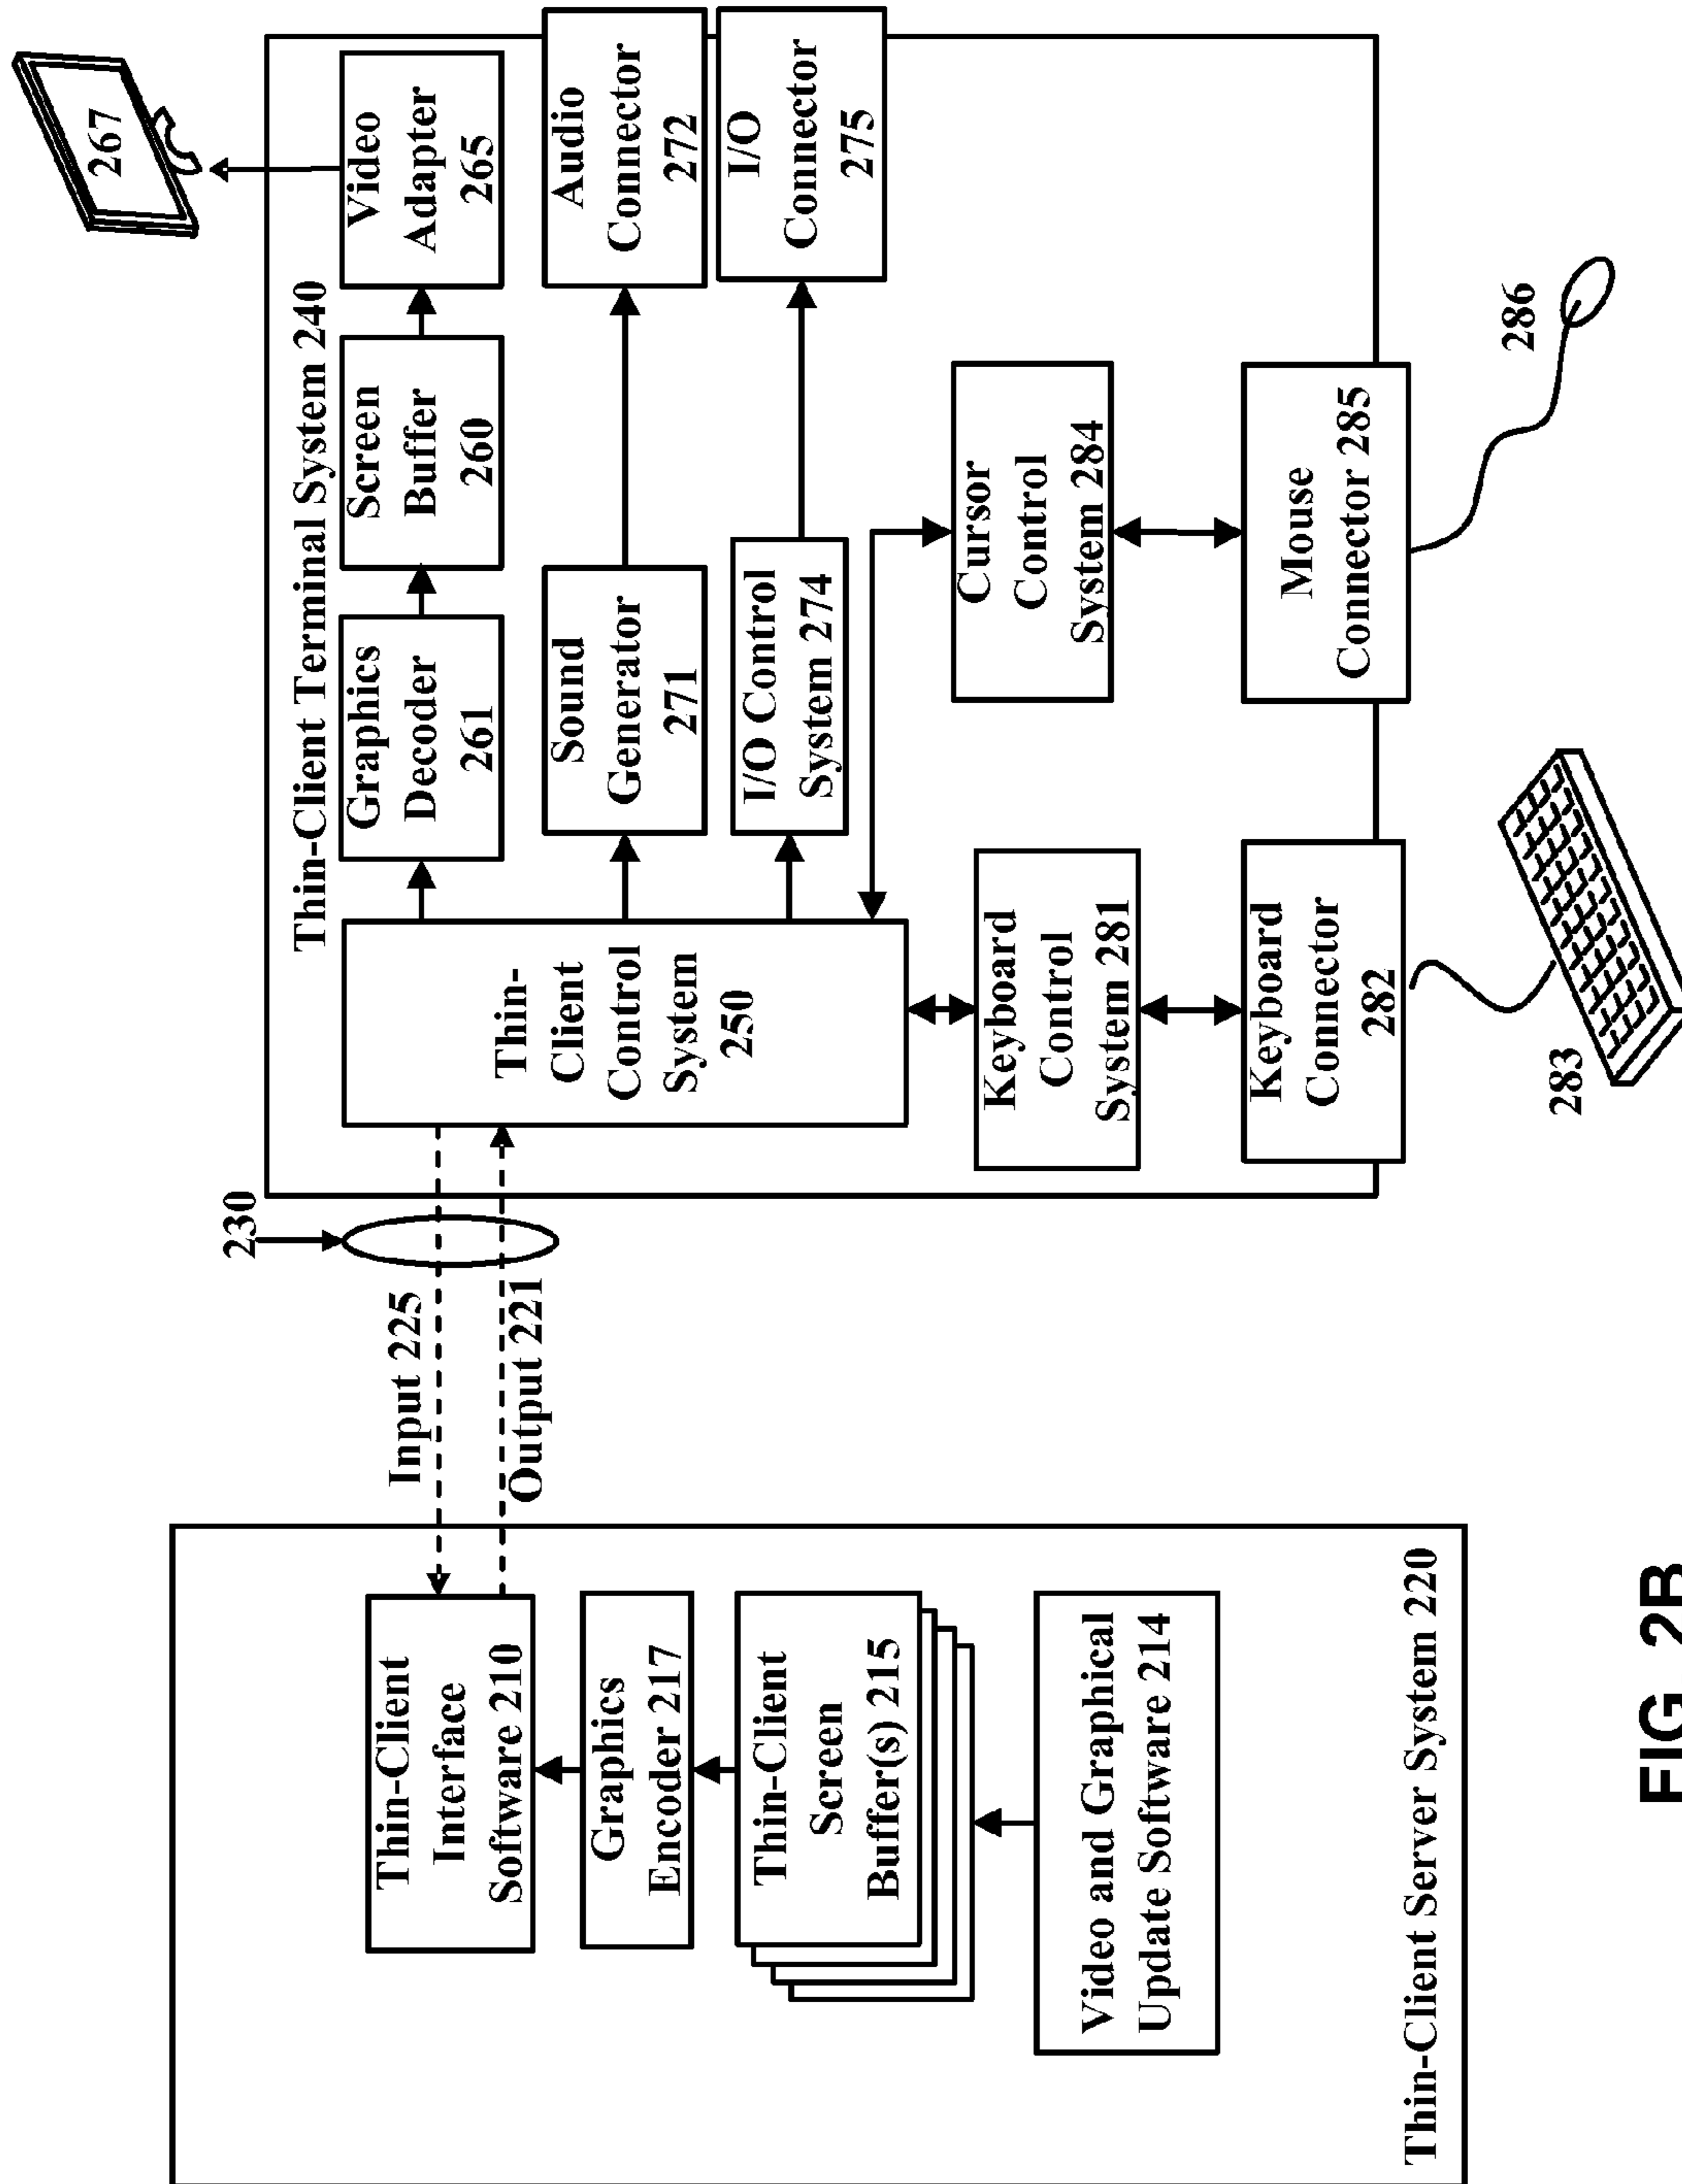 Thin-Client
Interface
Software 210
Graphics
Encoder 217
Thin-Client
Screen
Buffer(s) 215
Video and Graphical
Update Software 214
Thin-Client Server System 220
230
Input 225
Output 221
Thin-Client Terminal System 240
Thin-
Client
Control
System
250
Graphics
Decoder
261
Screen
Buffer
260
Video
Adapter
265
267
Sound
Generator
271
Audio
Connector
272
I/O Control
System 274
I/O
Connector
275
Keyboard
Control
System 281
Cursor
Control
System 284
Keyboard
Connector
282
Mouse
Connector 285
283
286
FIG. 2B